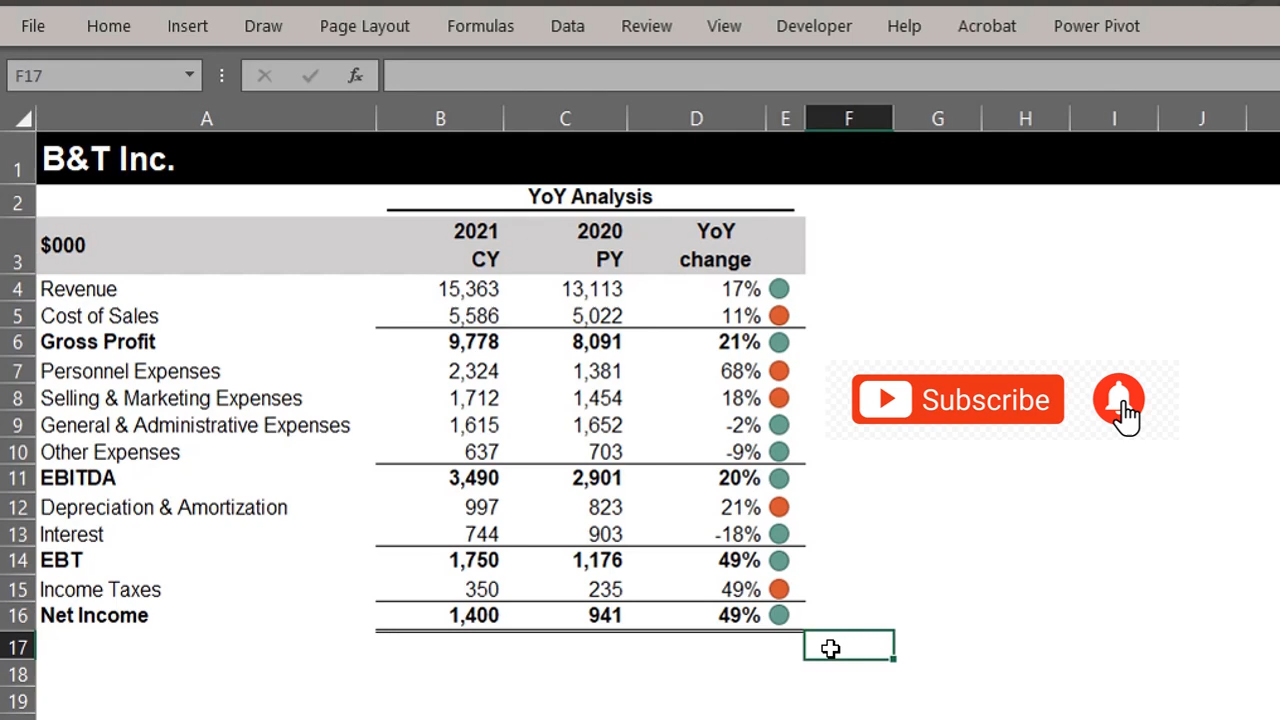 File Home Insert Draw Page Layout Formulas Data Review View Developer Help Acrobat Power Pivot
F17 fx
A B C D E F G H I J
1 B&T Inc.
2 YoY Analysis
3 $000 2021 CY 2020 PY YoY change
4 Revenue 15,363 13,113 17%
5 Cost of Sales 5,586 5,022 11%
6 Gross Profit 9,778 8,091 21%
7 Personnel Expenses 2,324 1,381 68%
8 Selling & Marketing Expenses 1,712 1,454 18%
Subscribe
9 General & Administrative Expenses 1,615 1,652 -2%
10 Other Expenses 637 703 -9%
11 EBITDA 3,490 2,901 20%
12 Depreciation & Amortization 997 823 21%
13 Interest 744 903 -18%
14 EBT 1,750 1,176 49%
15 Income Taxes 350 235 49%
16 Net Income 1,400 941 49%
17
18
19